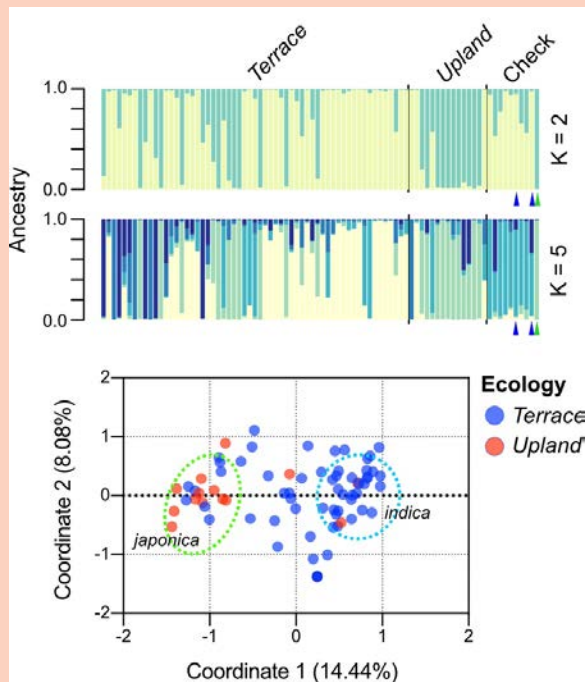 Terrace Upland Check
1.0
0.0
K = 2
Ancestry
1.0
0.0
K = 5
2
1
0
-1
-2
-2 -1 0 1 2
Coordinate 2 (8.08%)
Coordinate 1 (14.44%)
japonica
indica
Ecology
Terrace
Upland